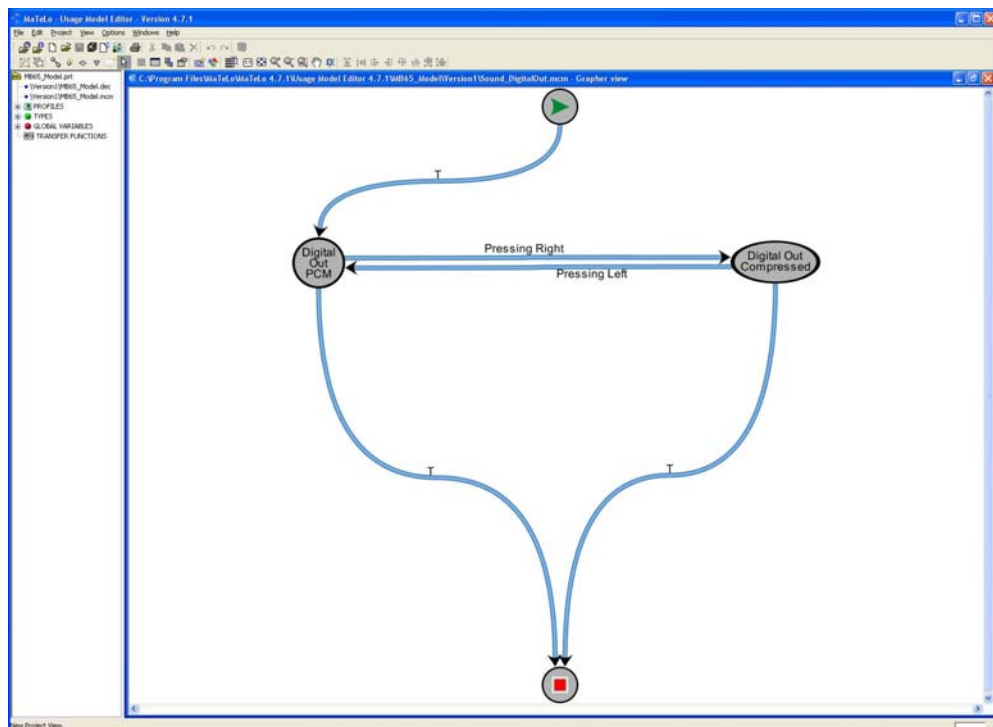 MaTeLo - Usage Model Editor - Version 4.7.1
File Edit Project View Options Windows Help
MB65_Model.prt
\Version1\MB65_Model.dec
\Version1\MB65_Model.mcm
PROFILES
TYPES
GLOBAL VARIABLES
TRANSFER FUNCTIONS
C:\Program Files\MaTeLo\MaTeLo 4.7.1\Usage Model Editor 4.7.1\MB65_Model\Version1\Sound_DigitalOut.mcm - Grapher view
T
Digital
Out
PCM
Pressing Right
Pressing Left
Digital Out
Compressed
T
T
New Project View.